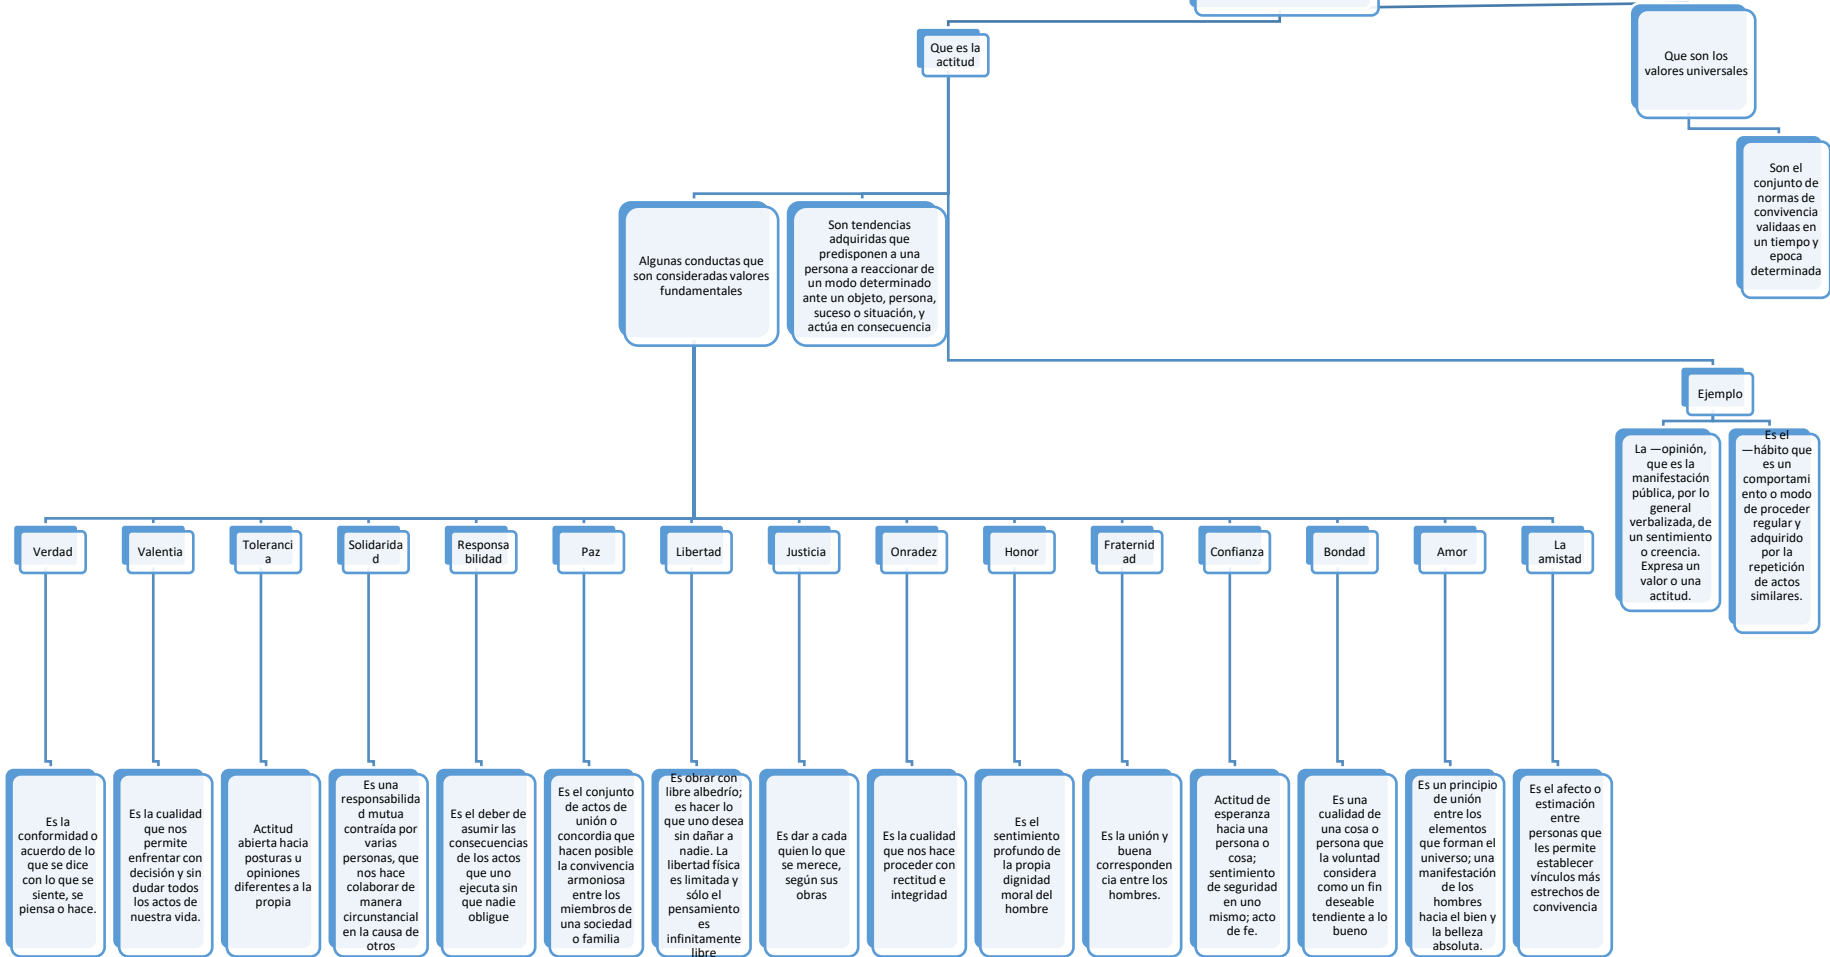 Que es la
actitud
Que son los
valores universales
Son el
conjunto de
normas de
convivencia
validaas en
un tiempo y
epoca
determinada
Algunas conductas que
son consideradas valores
fundamentales
Son tendencias
adquiridas que
predisponen a una
persona a reaccionar de
un modo determinado
ante un objeto, persona,
suceso o situación, y
actúa en consecuencia
Ejemplo
La —opinión,
que es la
manifestación
pública, por lo
general
verbalizada, de
un sentimiento
o creencia.
Expresa un
valor o una
actitud.
Es el
—hábito que
es un
comportami
ento o modo
de proceder
regular y
adquirido
por la
repetición
de actos
similares.
Verdad
Valentia
Toleranci
a
Solidarida
d
Responsa
bilidad
Paz
Libertad
Justicia
Onradez
Honor
Fraternid
ad
Confianza
Bondad
Amor
La
amistad
Es la
conformidad o
acuerdo de lo
que se dice
con lo que se
siente, se
piensa o hace.
Es la cualidad
que nos
permite
enfrentar con
decisión y sin
dudar todos
los actos de
nuestra vida.
Actitud
abierta hacia
posturas u
opiniones
diferentes a la
propia
Es una
responsabilida
d mutua
contraída por
varias
personas, que
nos hace
colaborar de
manera
circunstancial
en la causa de
otros
Es el deber de
asumir las
consecuencias
de los actos
que uno
ejecuta sin
que nadie
obligue
Es el conjunto
de actos de
unión o
concordia que
hacen posible
la convivencia
armoniosa
entre los
miembros de
una sociedad
o familia
Es obrar con
libre albedrío;
es hacer lo
que uno desea
sin dañar a
nadie. La
libertad física
es limitada y
sólo el
pensamiento
es
infinitamente
libre
Es dar a cada
quien lo que
se merece,
según sus
obras
Es la cualidad
que nos hace
proceder con
rectitud e
integridad
Es el
sentimiento
profundo de
la propia
dignidad
moral del
hombre
Es la unión y
buena
corresponden
cia entre los
hombres.
Actitud de
esperanza
hacia una
persona o
cosa;
sentimiento
de seguridad
en uno
mismo; acto
de fe.
Es una
cualidad de
una cosa o
persona que
la voluntad
considera
como un fin
deseable
tendiente a lo
bueno
Es un principio
de unión
entre los
elementos
que forman el
universo; una
manifestación
de los
hombres
hacia el bien y
la belleza
absoluta.
Es el afecto o
estimación
entre
personas que
les permite
establecer
vínculos más
estrechos de
convivencia